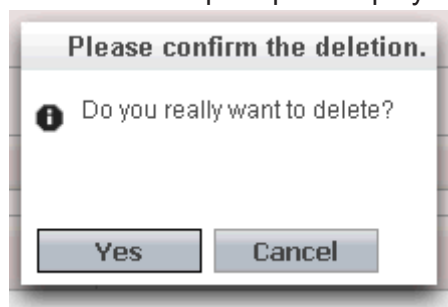 Please confirm the deletion.
Do you really want to delete?
Yes
Cancel